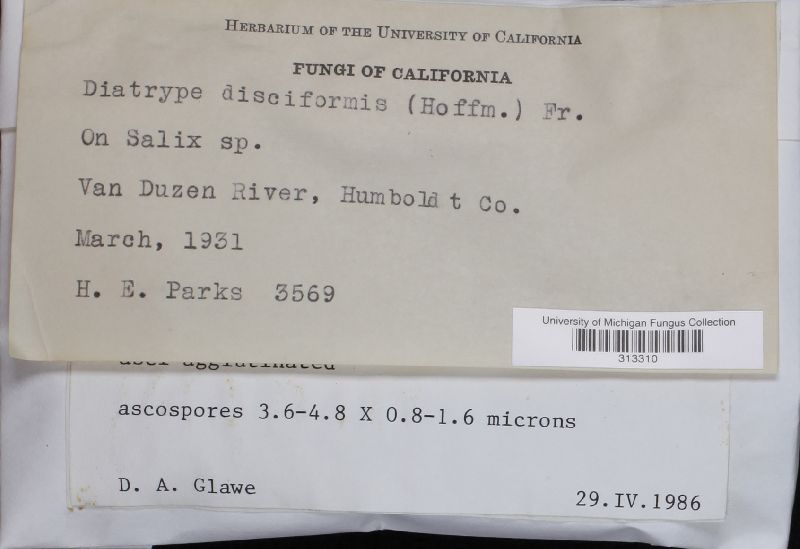 HERBARIUM OF THE UNIVERSITY OF CALIFORNIA
FUNGI OF CALIFORNIA
Diatrype disciformis (Hoffm.) Fr.
On Salix sp.
Van Duzen River, Humboldt Co.
March, 1931
H. E. Parks 3569
University of Michigan Fungus Collection
313310
asci agglutinated
ascospores 3.6-4.8 X 0.8-1.6 microns
D. A. Glawe
29.IV.1986